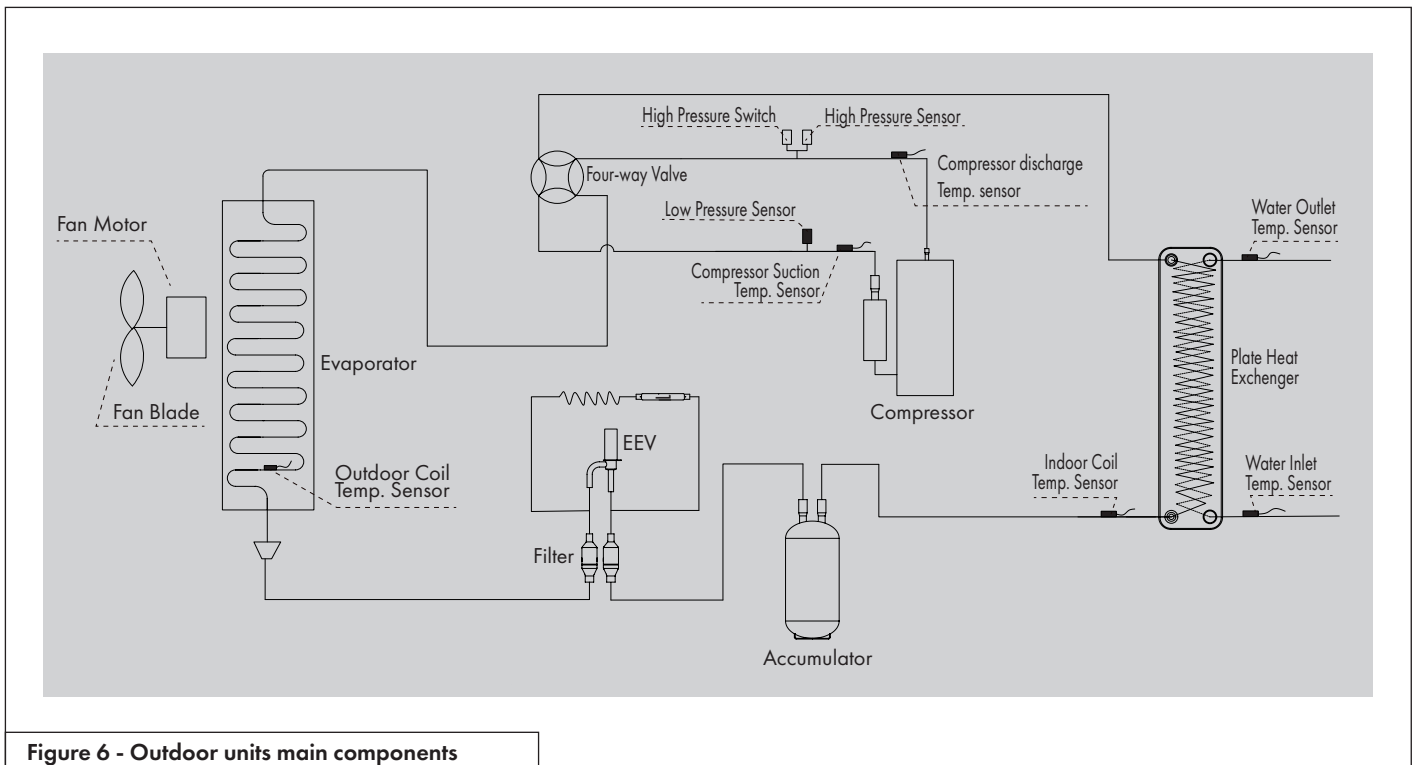 High Pressure Switch
High Pressure Sensor
Four-way Valve
Compressor discharge
Temp. sensor
Low Pressure Sensor
Water Outlet
Temp. Sensor
Fan Motor
Compressor Suction
Temp. Sensor
Evaporator
Plate Heat
Exchenger
Fan Blade
Compressor
EEV
Outdoor Coil
Temp. Sensor
Indoor Coil
Temp. Sensor
Water Inlet
Temp. Sensor
Filter
Accumulator
Figure 6 - Outdoor units main components